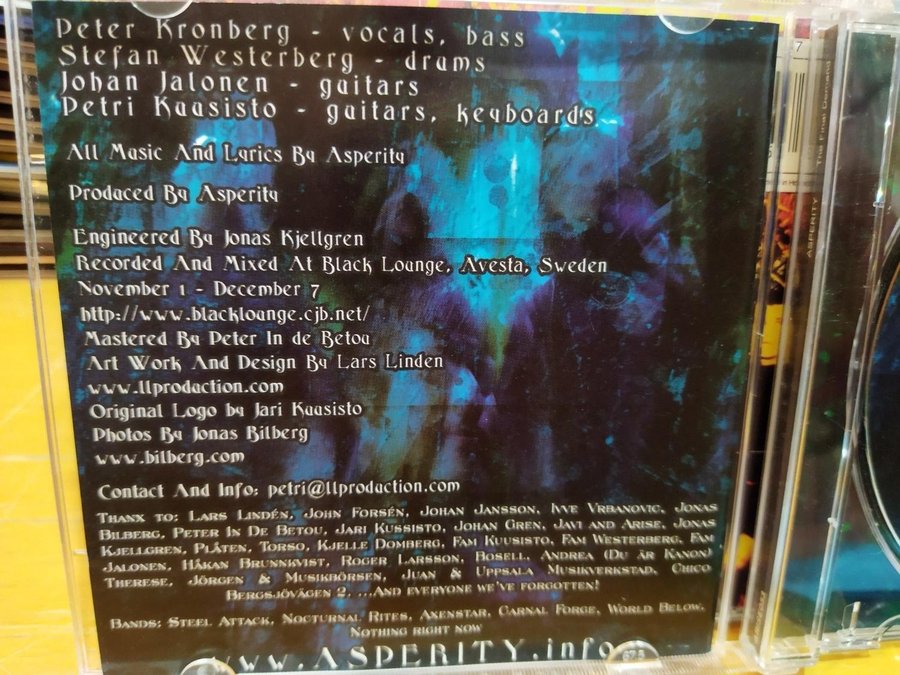 Peter Kronberg - vocals, bass
Stefan Westerberg - drums
Johan Jalonen - guitars
Petri Kuusisto - guitars, keyboards
All Music And Lyrics By Asperity
Produced By Asperity
Engineered By Jonas Kjellgren
Recorded And Mixed At Black Lounge, Avesta, Sweden
November 1 - December 7
http://www.blacklounge.cjb.net/
Mastered By Peter In de Betou
Art Work And Design By Lars Linden
www.llproduction.com
Original Logo by Jari Kuusisto
Photos By Jonas Bilberg
www.bilberg.com
Contact And Info: petri@llproduction.com
Thanx to: Lars Lindén, John Forsén, Johan Jansson, Ivve Vrbanovic, Jonas
Bilberg, Peter In De Betou, Jari Kussisto, Johan Gren, Javi and Arise, Jonas
Kjellgren, Plåten, Torso, Kjelle Domberg, Fam Kuusisto, Fam Westerberg, Fam
Jalonen, Håkan Brunnkvist, Roger Larsson, Bosell, Andrea (Du är Kanon)
Therese, Jörgen & Musikbörsen, Juan & Uppsala Musikverkstad, Chico
Bergsjövägen 2, ...And everyone we've forgotten!
Bands: Steel Attack, Nocturnal Rites, Axenstar, Carnal Forge, World Below,
Nothing right now
www.ASPERITY.info
7
The Final Demand
ASPERITY